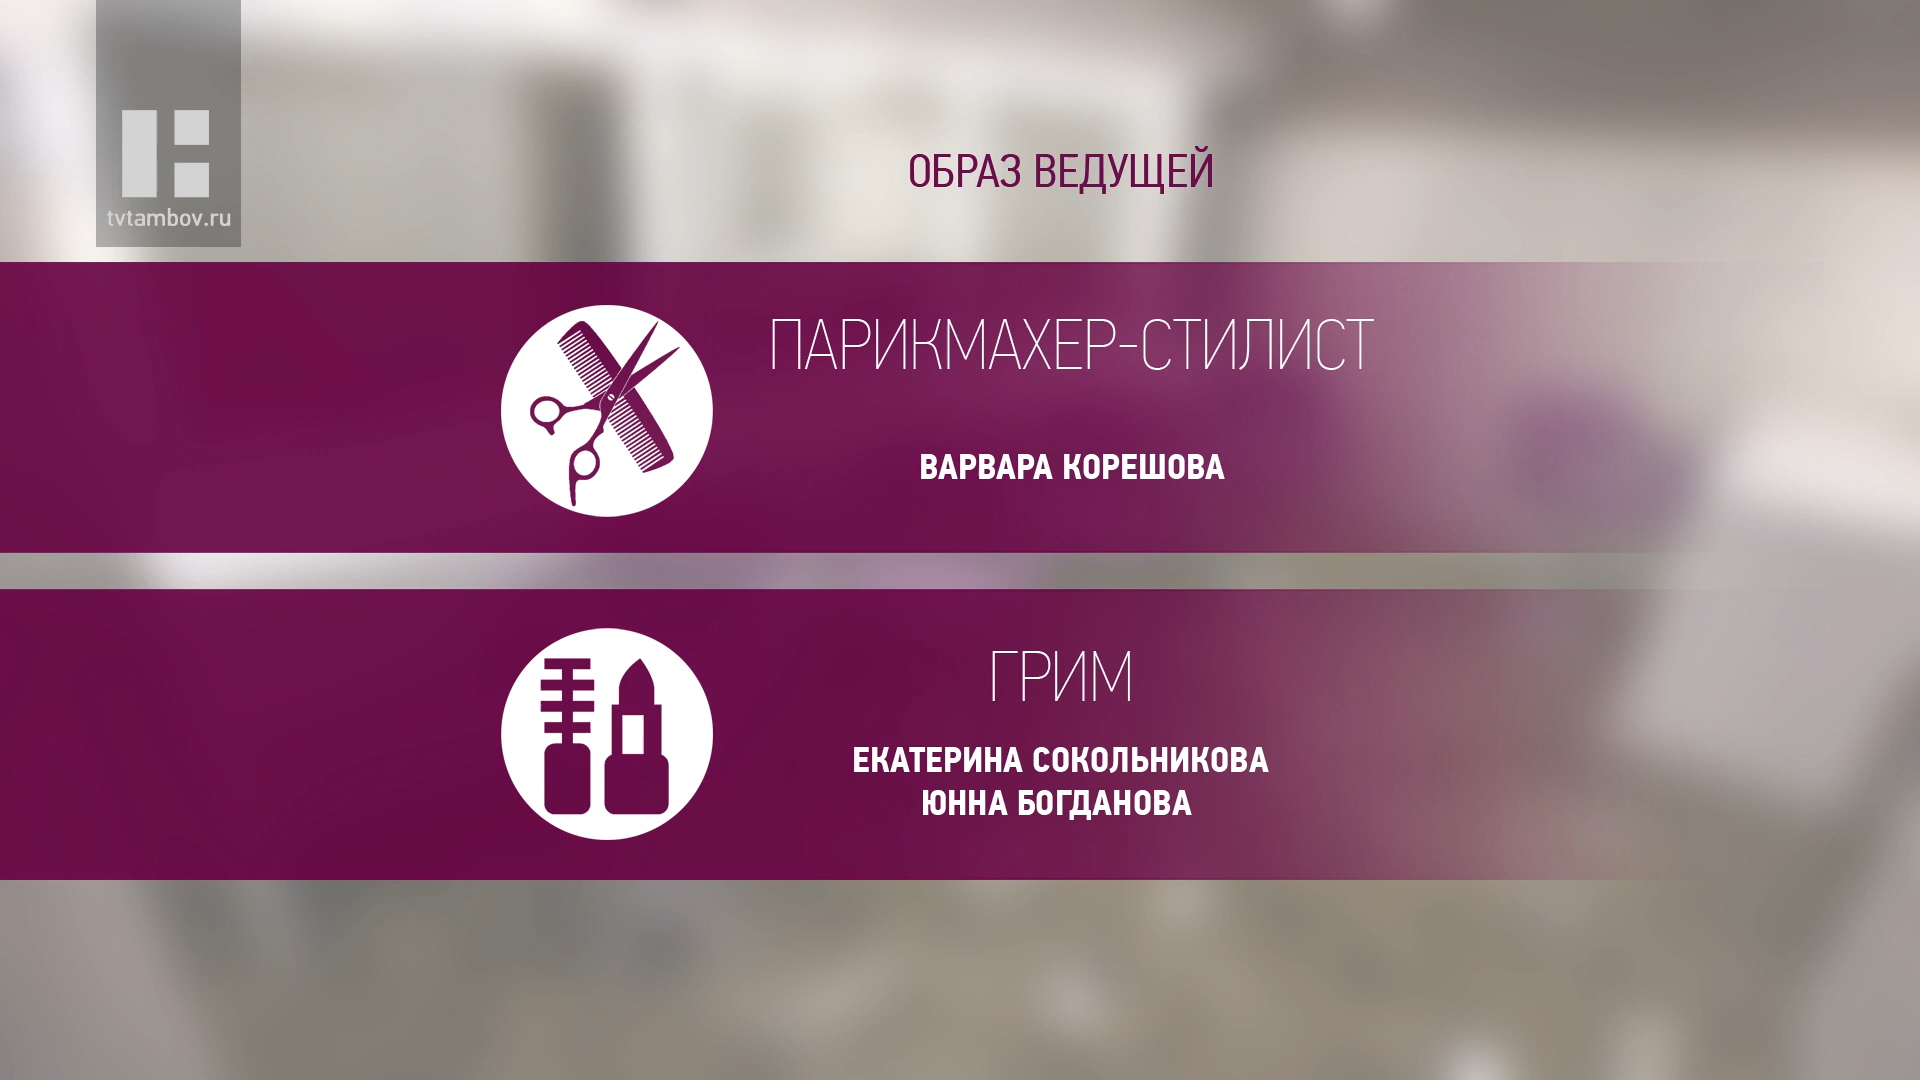 tvtambov.ru
ОБРАЗ ВЕДУЩЕЙ
ПАРИКМАХЕР-СТИЛИСТ
ВАРВАРА КОРЕШОВА
ГРИМ
ЕКАТЕРИНА СОКОЛЬНИКОВА
ЮННА БОГДАНОВА